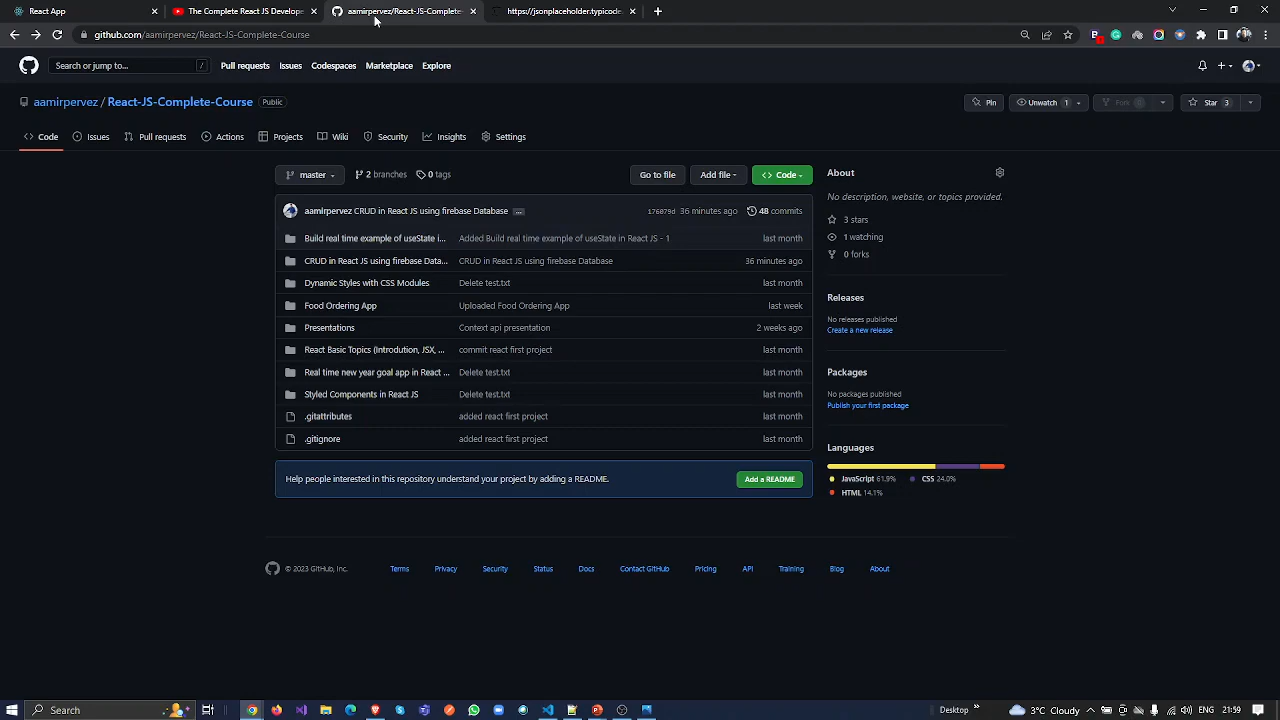 React App
The Complete React JS Develope
aamirpervez/React-JS-Complete-
https://jsonplaceholder.typicode
github.com/aamirpervez/React-JS-Complete-Course
Search or jump to...
/
Pull requests
Issues
Codespaces
Marketplace
Explore
aamirpervez / React-JS-Complete-Course
Public
Pin
Unwatch 1
Fork 0
Star 3
Code
Issues
Pull requests
Actions
Projects
Wiki
Security
Insights
Settings
master
2 branches
0 tags
Go to file
Add file
Code
aamirpervez CRUD in React JS using firebase Database ...
36 minutes ago
48 commits
Build real time example of useState i... Added Build real time example of useState in React JS - 1 last month
CRUD in React JS using firebase Data... CRUD in React JS using firebase Database 36 minutes ago
Dynamic Styles with CSS Modules Delete test.txt last month
Food Ordering App Uploaded Food Ordering App last week
Presentations Context api presentation 2 weeks ago
React Basic Topics (Introdution, JSX, ... commit react first project last month
Real time new year goal app in React ... Delete test.txt last month
Styled Components in React JS Delete test.txt last month
.gitattributes added react first project last month
.gitignore added react first project last month
Help people interested in this repository understand your project by adding a README.
Add a README
About
No description, website, or topics provided.
3 stars
1 watching
0 forks
Releases
No releases published
Create a new release
Packages
No packages published
Publish your first package
Languages
JavaScript 61.9%
CSS 24.0%
HTML 14.1%
© 2023 GitHub, Inc.
Terms
Privacy
Security
Status
Docs
Contact GitHub
Pricing
API
Training
Blog
About
Search
Desktop
3°C Cloudy
ENG
21:59